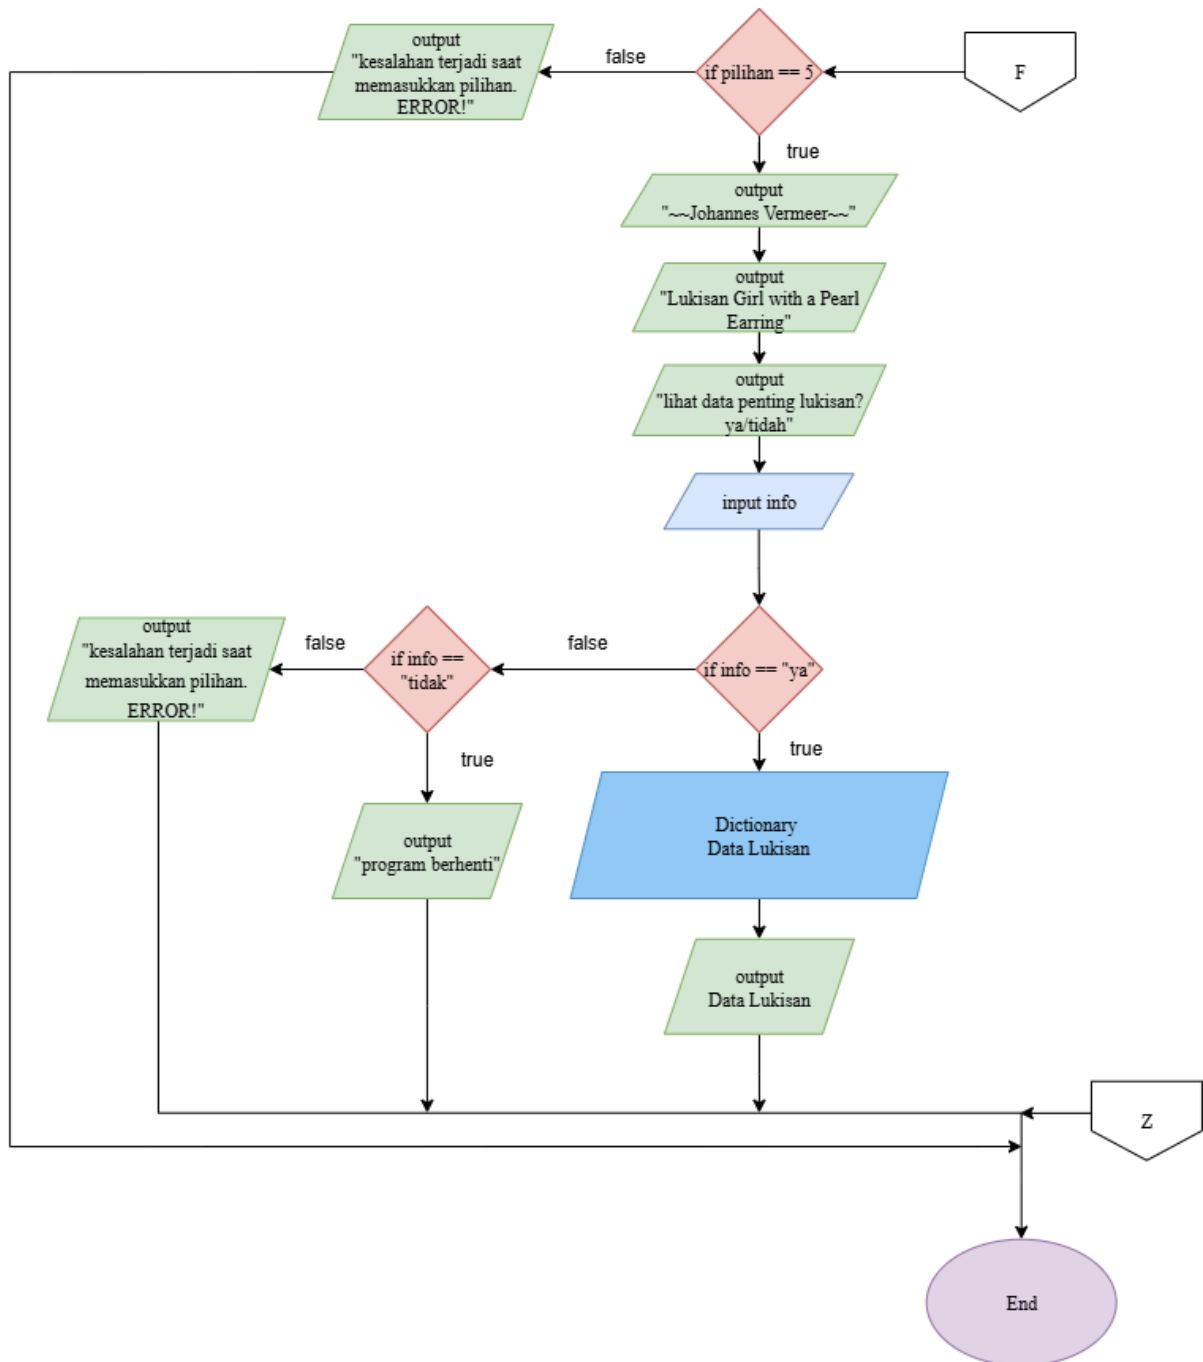 output
"kesalahan terjadi saat
memasukkan pilihan.
ERROR!"
false
if pilihan == 5
F
true
output
"~~Johannes Vermeer~~"
output
"Lukisan Girl with a Pearl
Earring"
output
"lihat data penting lukisan?
ya/tidah"
input info
output
"kesalahan terjadi saat
memasukkan pilihan.
ERROR!"
false
if info ==
"tidak"
false
if info == "ya"
true
true
output
"program berhenti"
Dictionary
Data Lukisan
output
Data Lukisan
Z
End